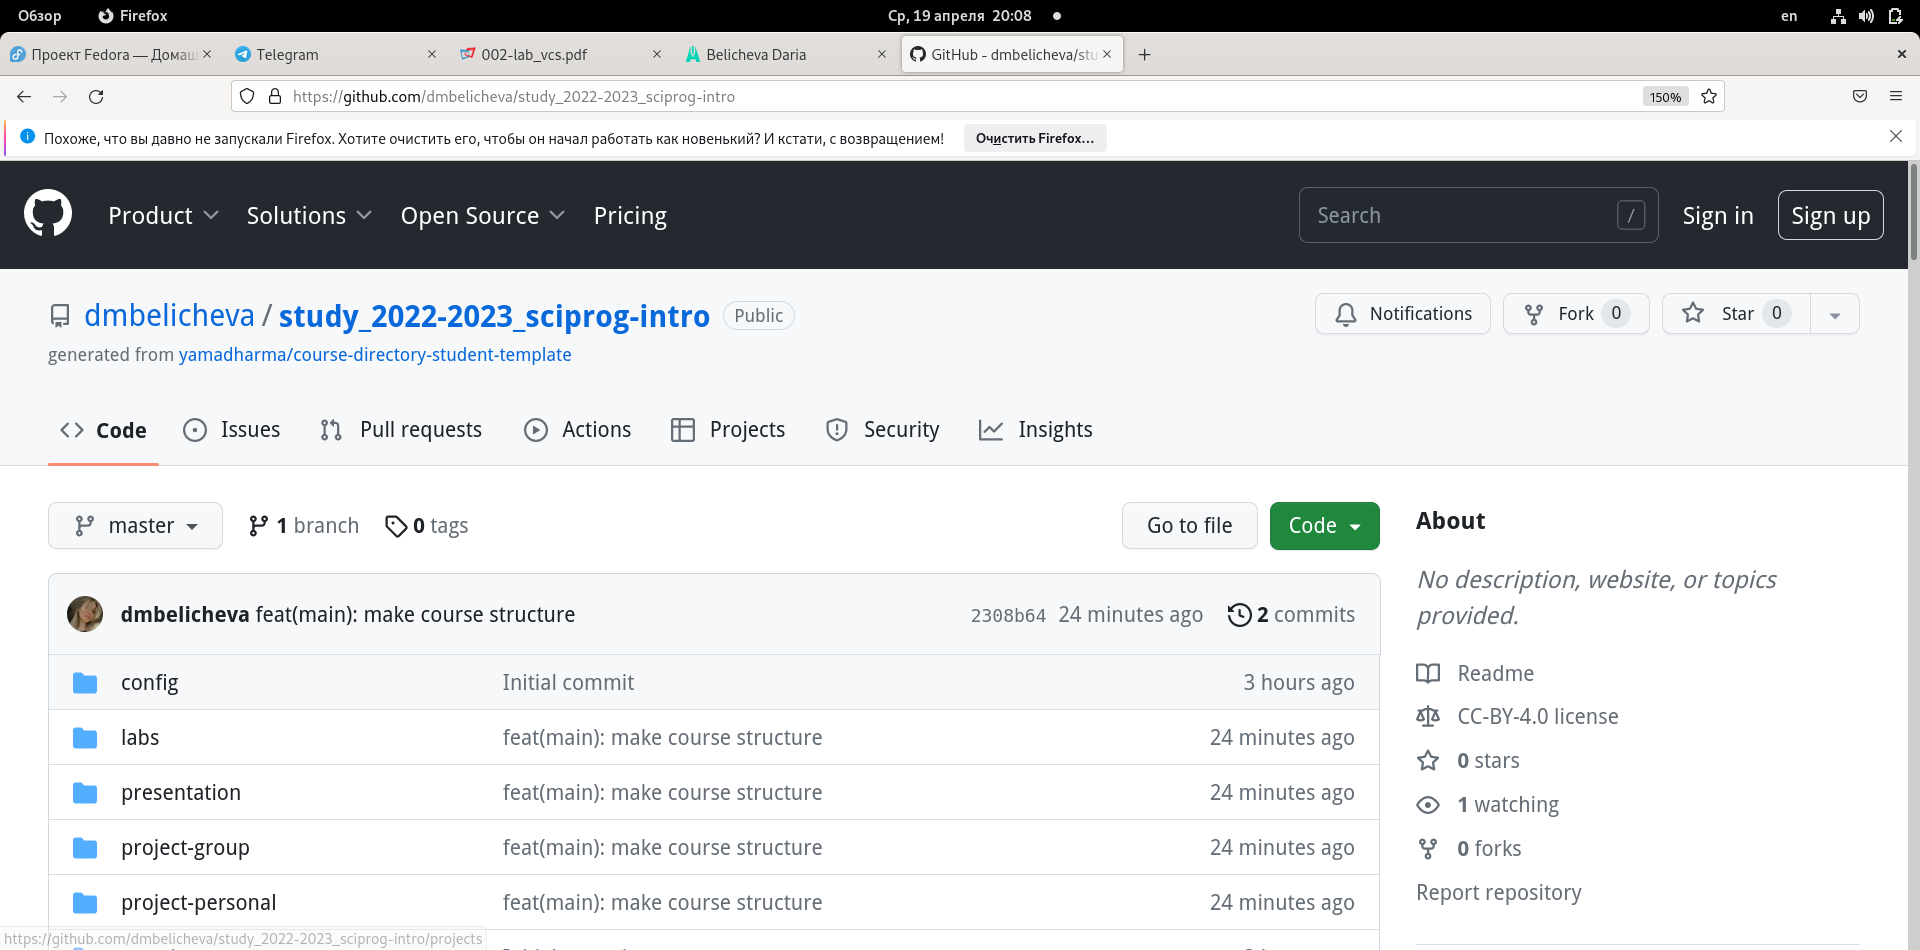 Обзор Firefox Ср, 19 апреля 20:08 en
Проект Fedora — Домаш Telegram 002-lab_vcs.pdf Belicheva Daria GitHub - dmbelicheva/stu
https://github.com/dmbelicheva/study_2022-2023_sciprog-intro 150%
Похоже, что вы давно не запускали Firefox. Хотите очистить его, чтобы он начал работать как новенький? И кстати, с возвращением! Очистить Firefox...
Product Solutions Open Source Pricing Search / Sign in Sign up
dmbelicheva / study_2022-2023_sciprog-intro Public Notifications Fork 0 Star 0
generated from yamadharma/course-directory-student-template
Code Issues Pull requests Actions Projects Security Insights
master 1 branch 0 tags Go to file Code
dmbelicheva feat(main): make course structure 2308b64 24 minutes ago 2 commits
config Initial commit 3 hours ago
labs feat(main): make course structure 24 minutes ago
presentation feat(main): make course structure 24 minutes ago
project-group feat(main): make course structure 24 minutes ago
project-personal feat(main): make course structure 24 minutes ago
About
No description, website, or topics
provided.
Readme
CC-BY-4.0 license
0 stars
1 watching
0 forks
Report repository
https://github.com/dmbelicheva/study_2022-2023_sciprog-intro/projects